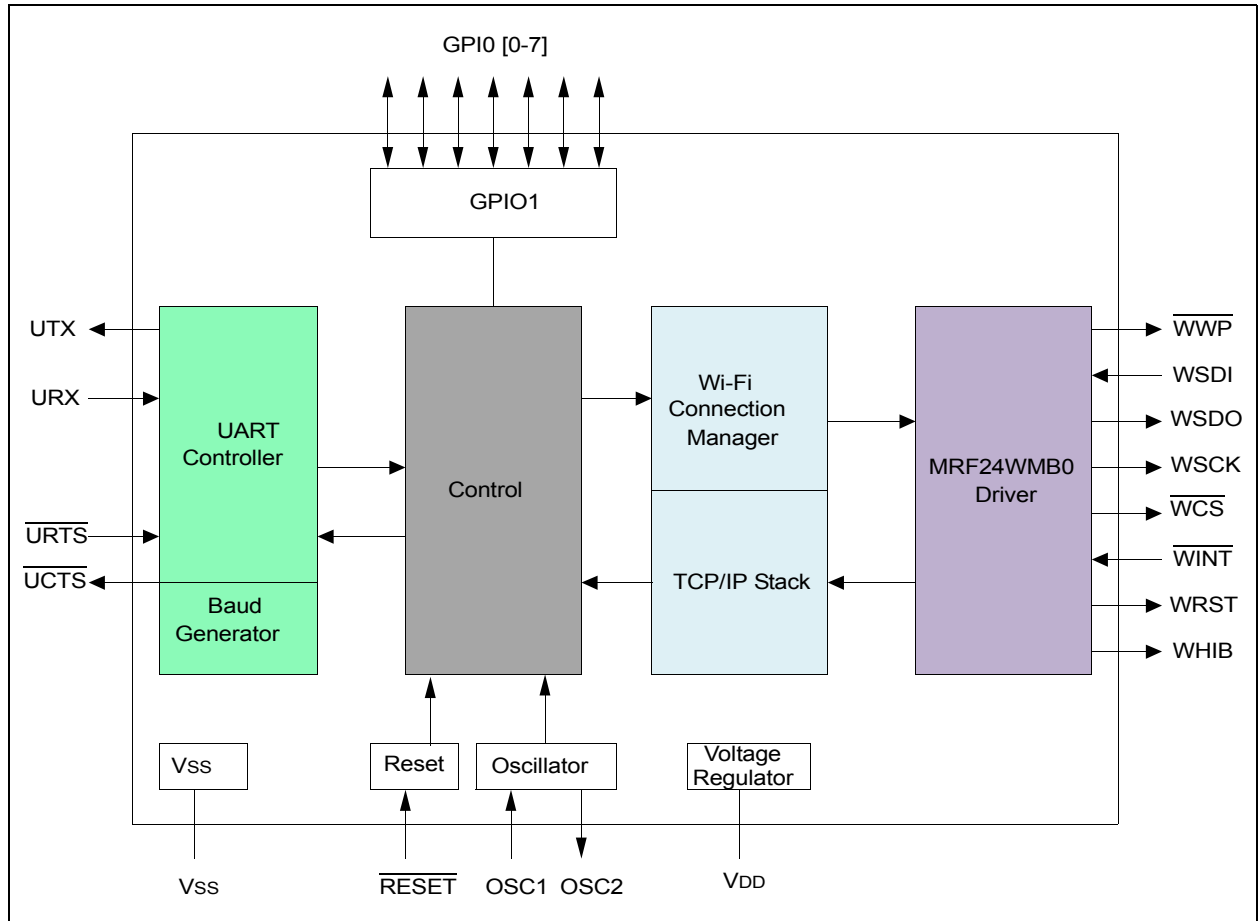 GPI0 [0-7]
GPIO1
UTX
URX
URTS
UCTS
UART
Controller
Baud
Generator
Control
Wi-Fi
Connection
Manager
TCP/IP Stack
MRF24WMB0
Driver
WWP
WSDI
WSDO
WSCK
WCS
WINT
WRST
WHIB
VSS
Reset
Oscillator
Voltage
Regulator
VSS
RESET
OSC1
OSC2
VDD